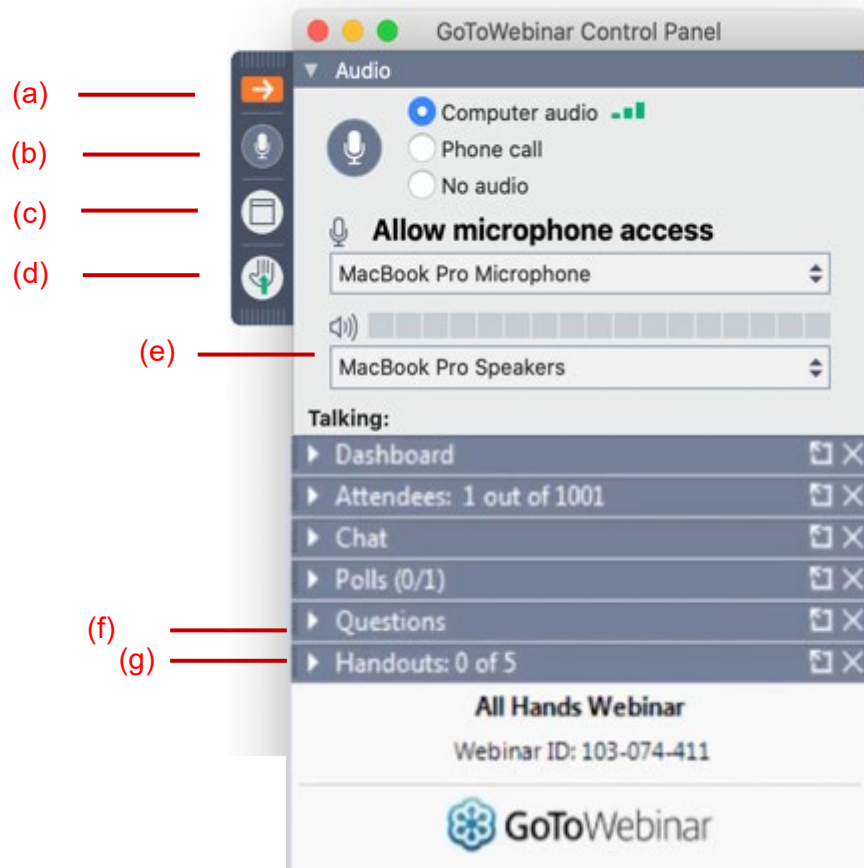 GoToWebinar Control Panel
Audio
(a)
Computer audio
(b)
Phone call
No audio
(c)
Allow microphone access
(d)
MacBook Pro Microphone
(e)
MacBook Pro Speakers
Talking:
Dashboard
Attendees: 1 out of 1001
Chat
Polls (0/1)
(f)
Questions
(g)
Handouts: 0 of 5
All Hands Webinar
Webinar ID: 103-074-411
GoToWebinar